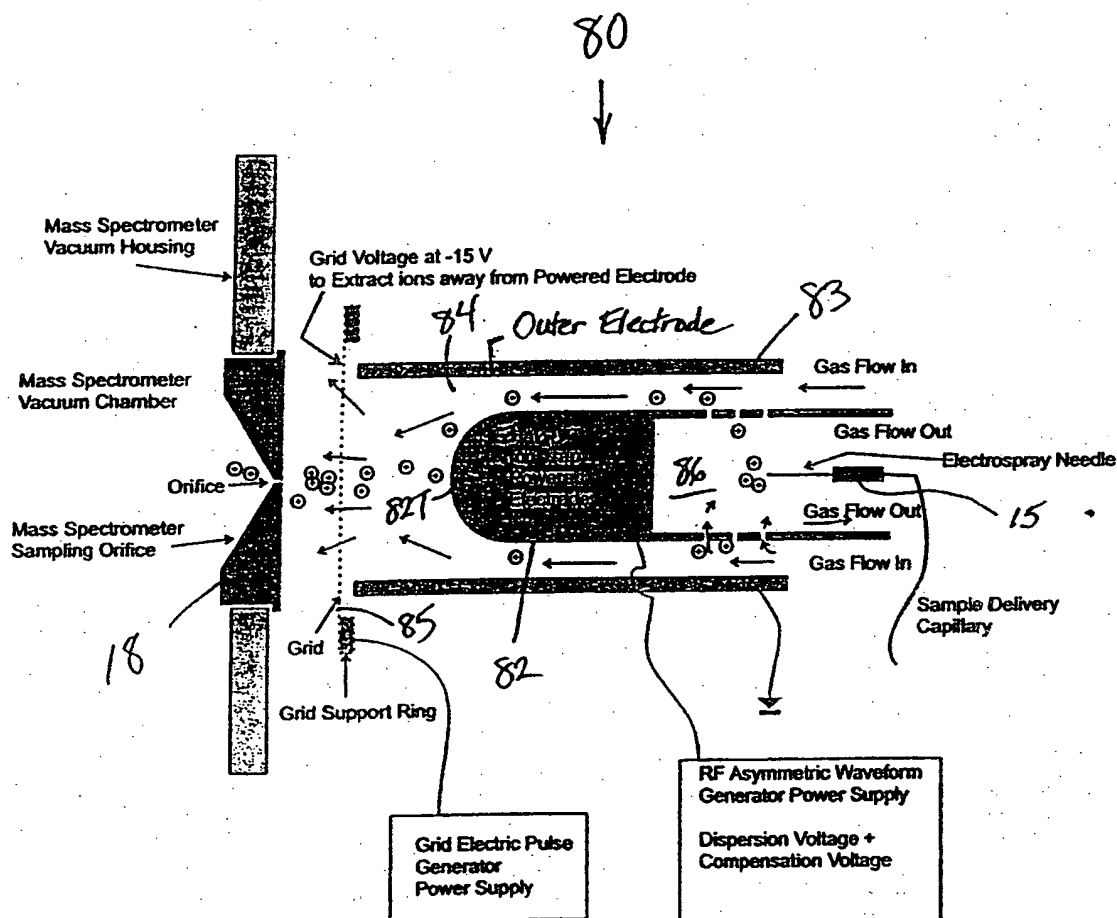 80
Mass Spectrometer
Vacuum Housing
Grid Voltage at -15 V
to Extract ions away from Powered Electrode
84
Outer Electrode
83
Mass Spectrometer
Vacuum Chamber
Gas Flow In
Gas Flow Out
Electrospray Needle
Orifice
82T
Powered
Electrode
86
Mass Spectrometer
Sampling Orifice
Gas Flow Out
15
Gas Flow In
Sample Delivery
Capillary
18
Grid
85
82
Grid Support Ring
RF Asymmetric Waveform
Generator Power Supply
Dispersion Voltage +
Compensation Voltage
Grid Electric Pulse
Generator
Power Supply